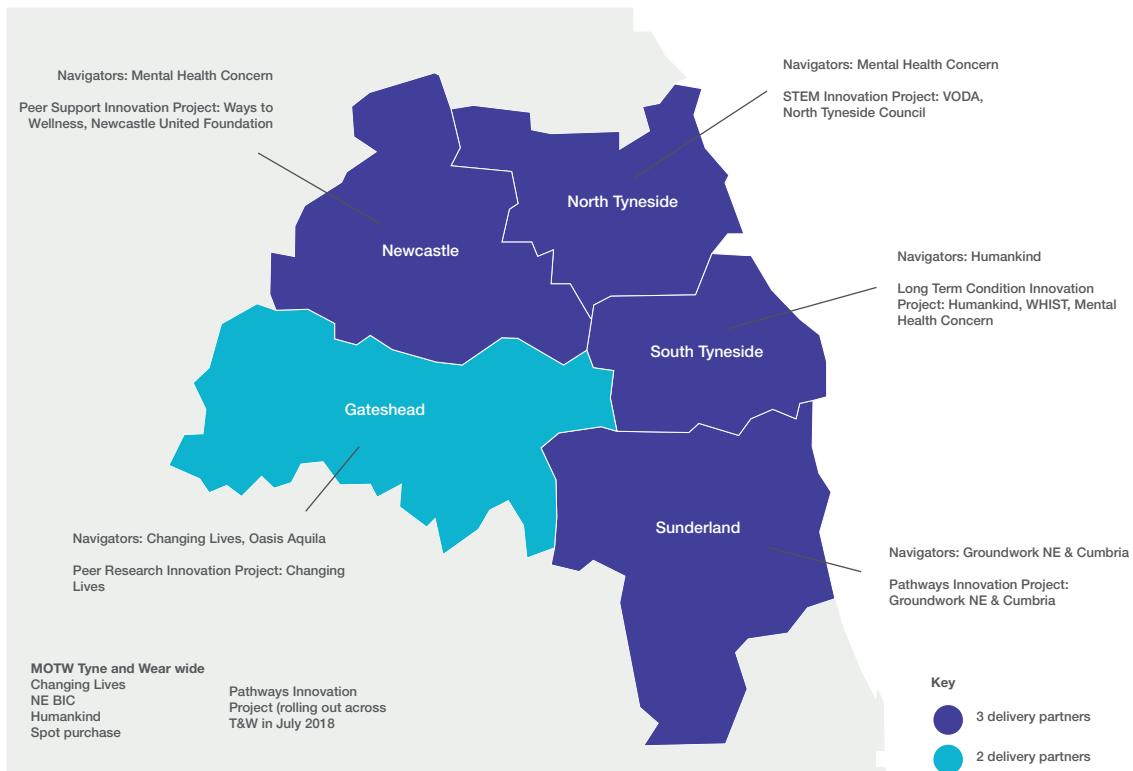 Navigators: Mental Health Concern
Peer Support Innovation Project: Ways to
Wellness, Newcastle United Foundation
Navigators: Mental Health Concern
STEM Innovation Project: VODA,
North Tyneside Council
North Tyneside
Newcastle
Navigators: Humankind
Long Term Condition Innovation
Project: Humankind, WHIST, Mental
Health Concern
South Tyneside
Gateshead
Sunderland
Navigators: Changing Lives, Oasis Aquila
Peer Research Innovation Project: Changing
Lives
Navigators: Groundwork NE & Cumbria
Pathways Innovation Project:
Groundwork NE & Cumbria
MOTW Tyne and Wear wide
Changing Lives
NE BIC
Humankind
Spot purchase
Pathways Innovation
Project (rolling out across
T&W in July 2018
Key
3 delivery partners
2 delivery partners